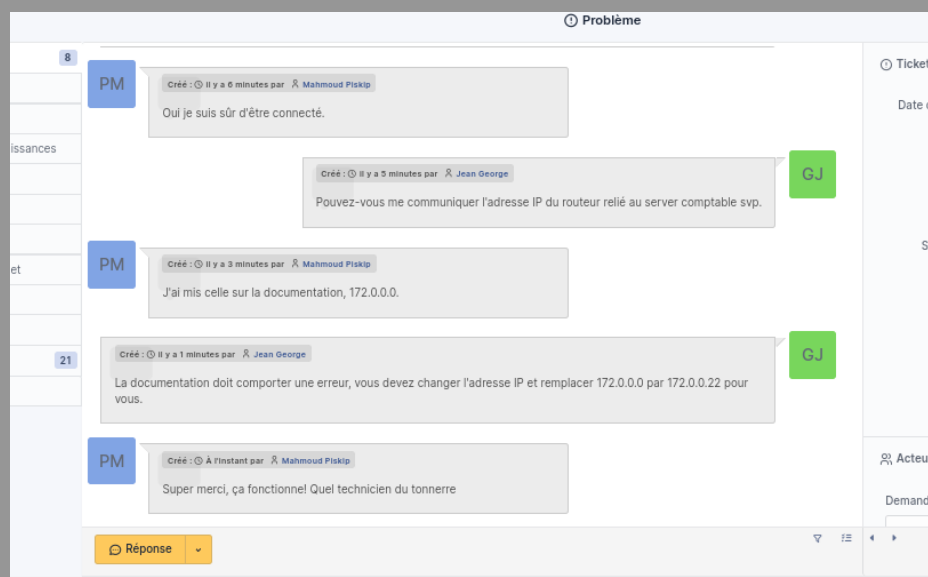 Problème
8
issances
et
21
PM
Créé : il y a 6 minutes par Mahmoud Piskip
Oui je suis sûr d'être connecté.
Créé : il y a 5 minutes par Jean George
Pouvez-vous me communiquer l'adresse IP du routeur relié au server comptable svp.
GJ
PM
Créé : il y a 3 minutes par Mahmoud Piskip
J'ai mis celle sur la documentation, 172.0.0.0.
Créé : il y a 1 minutes par Jean George
La documentation doit comporter une erreur, vous devez changer l'adresse IP et remplacer 172.0.0.0 par 172.0.0.22 pour
vous.
GJ
PM
Créé : À l'instant par Mahmoud Piskip
Super merci, ça fonctionne! Quel technicien du tonnerre
Réponse
Ticket
Date d
S
Acteu
Demand